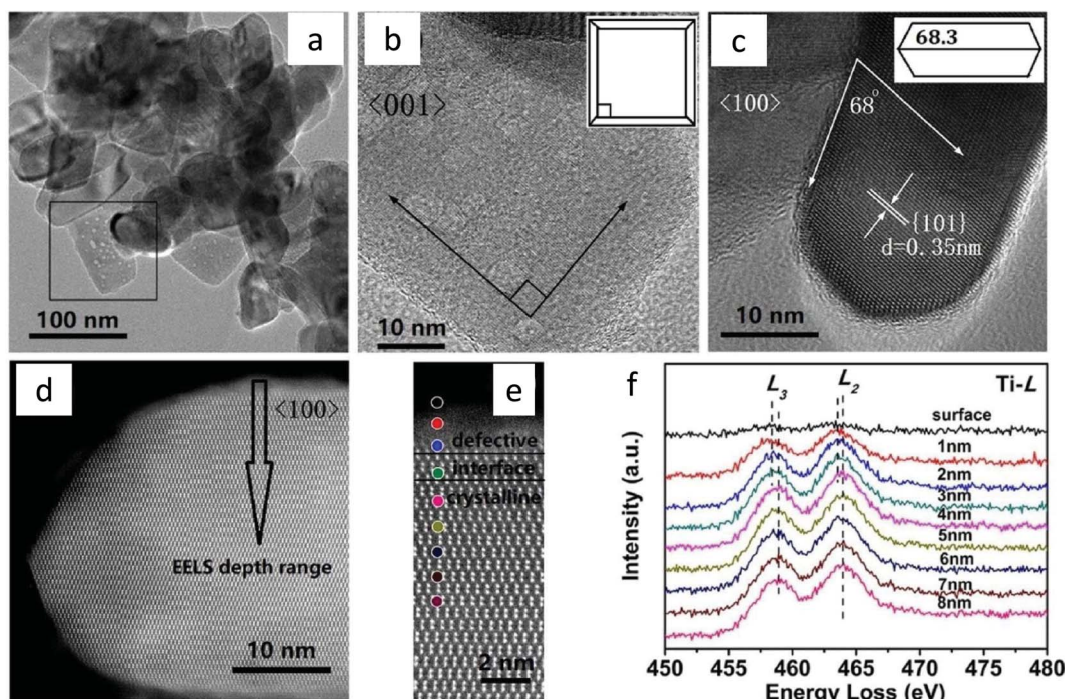 a
100 nm
b
<001>
10 nm
c
68.3
<100>
68°
{101}
d=0.35nm
10 nm
d
<100>
EELS depth range
10 nm
e
defective
interface
crystalline
2 nm
f
L3
L2
Ti-L
surface
1nm
2nm
3nm
4nm
5nm
6nm
7nm
8nm
Intensity (a.u.)
450 455 460 465 470 475 480
Energy Loss (eV)